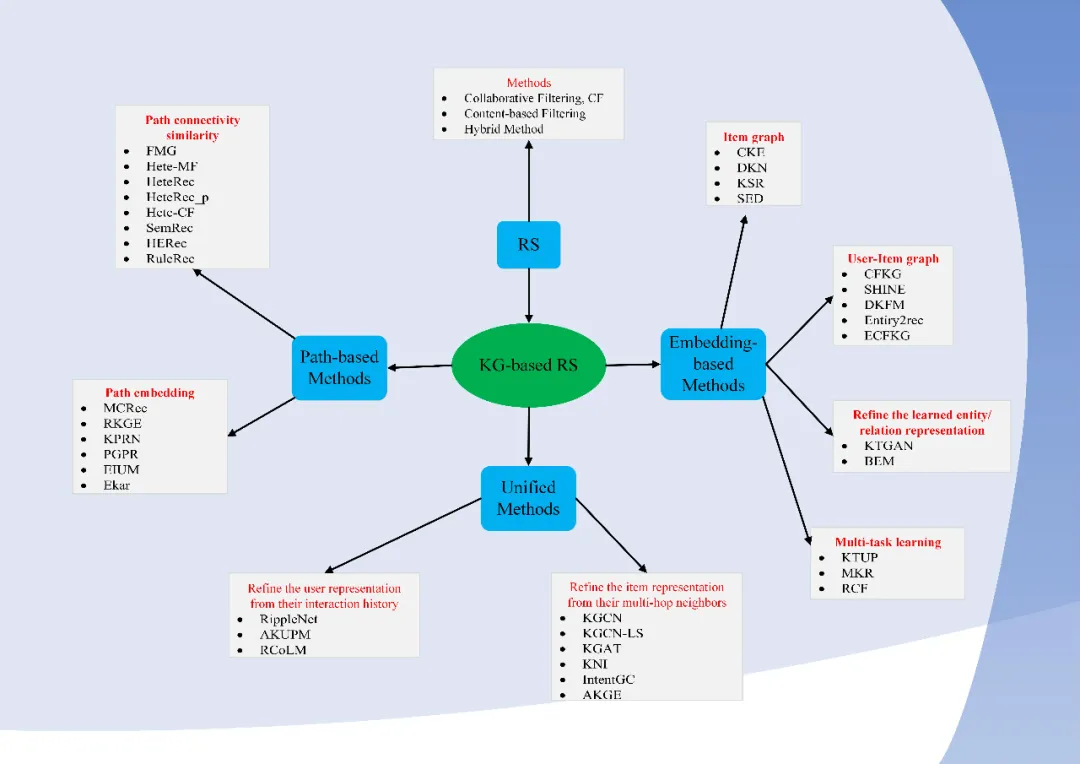 Methods
• Collaborative Filtering, CF
• Content-based Filtering
• Hybrid Method
RS
KG-based RS
Path-based
Methods
Path connectivity
similarity
• FMG
• Hete-MF
• HeteRec
• HeteRec_p
• Hete-CF
• SemRec
• HERec
• RuleRec
Path embedding
• MCRec
• RKGE
• KPRN
• PGPR
• EIUM
• Ekar
Embedding-
based
Methods
Item graph
• CKE
• DKN
• KSR
• SED
User-Item graph
• CFKG
• SHINE
• DKFM
• Entiry2rec
• ECFKG
Refine the learned entity/
relation representation
• KTGAN
• BEM
Multi-task learning
• KTUP
• MKR
• RCF
Unified
Methods
Refine the user representation
from their interaction history
• RippleNet
• AKUPM
• RCoLM
Refine the item representation
from their multi-hop neighbors
• KGCN
• KGCN-LS
• KGAT
• KNI
• IntentGC
• AKGE